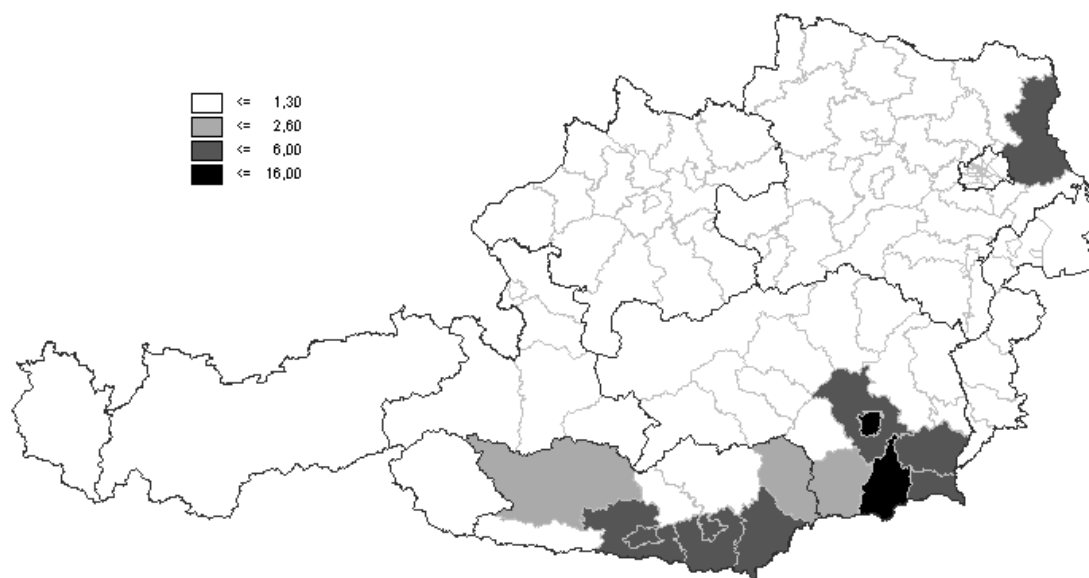 <= 1,30
<= 2,60
<= 6,00
<= 16,00